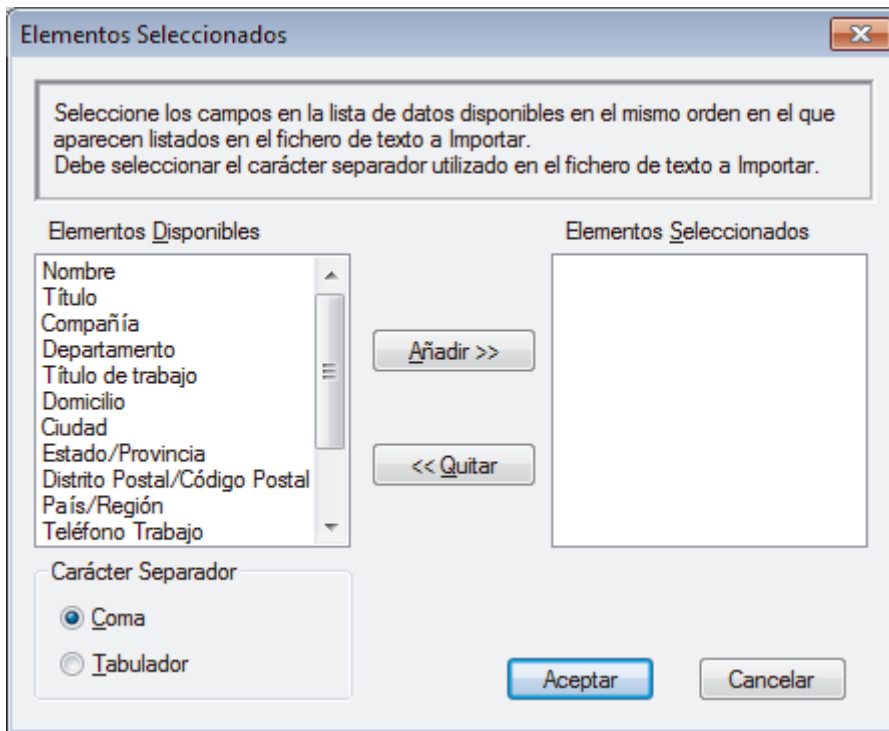 Elementos Seleccionados
Seleccione los campos en la lista de datos disponibles en el mismo orden en el que
aparecen listados en el fichero de texto a Importar.
Debe seleccionar el carácter separador utilizado en el fichero de texto a Importar.
Elementos Disponibles
Nombre
Título
Compañía
Departamento
Título de trabajo
Domicilio
Ciudad
Estado/Provincia
Distrito Postal/Código Postal
País/Región
Teléfono Trabajo
Añadir >>
<< Quitar
Elementos Seleccionados
Carácter Separador
Coma
Tabulador
Aceptar
Cancelar